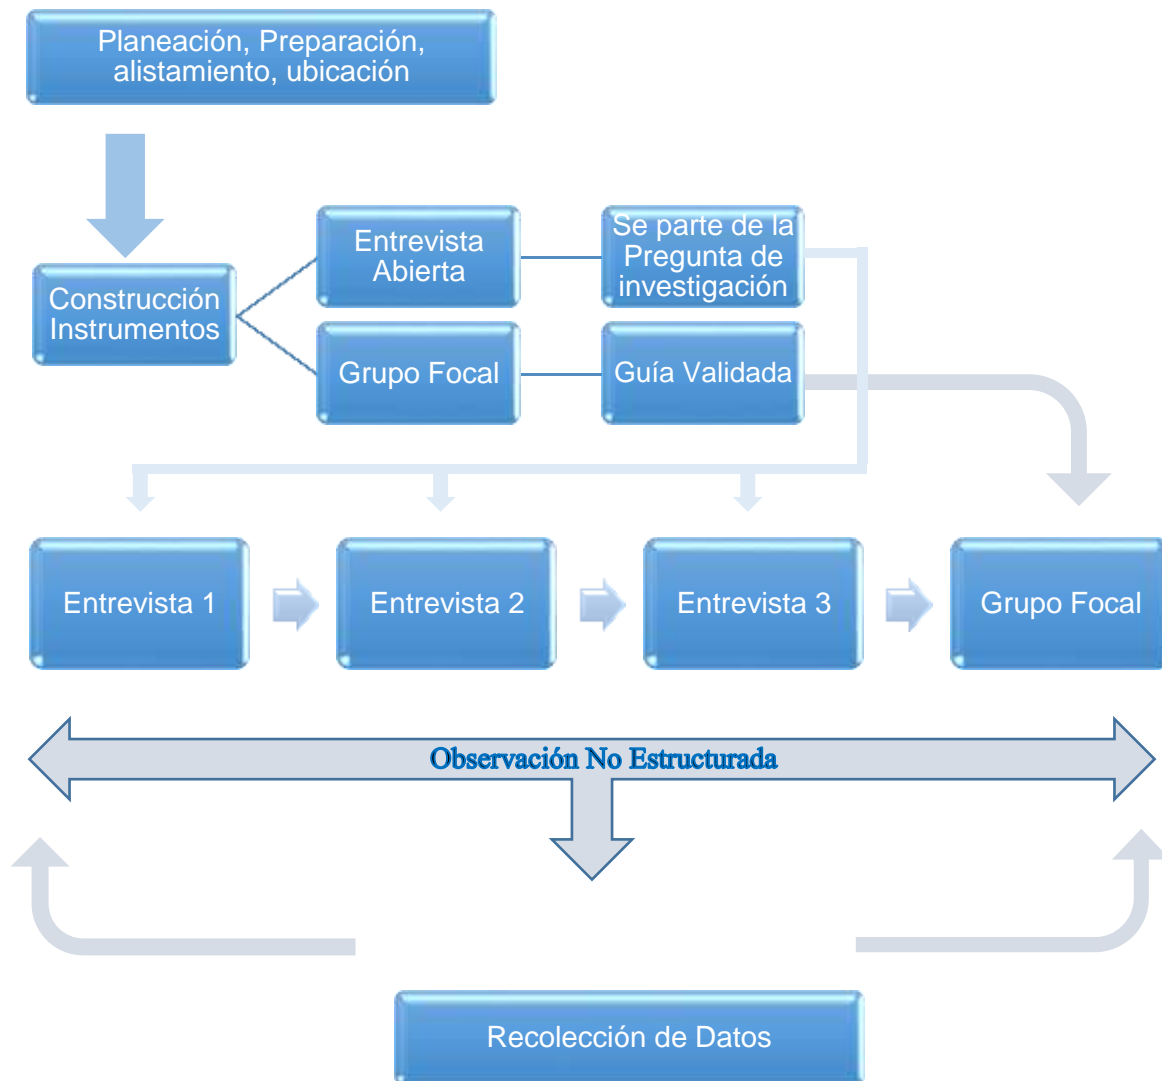 Planeación, Preparación,
alistamiento, ubicación
Entrevista
Abierta
Se parte de la
Pregunta de
investigación
Construcción
Instrumentos
Grupo Focal
Guía Validada
Entrevista 1
Entrevista 2
Entrevista 3
Grupo Focal
Observación No Estructurada
Recolección de Datos